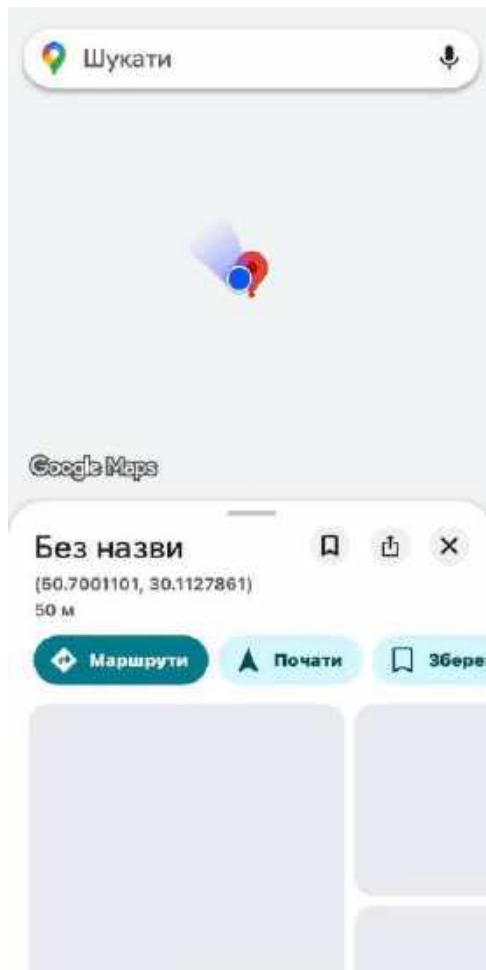 Шукати
Google Maps
Без назви
(50.7001101, 30.1127861)
50 м
Маршрути
Почати
Збере